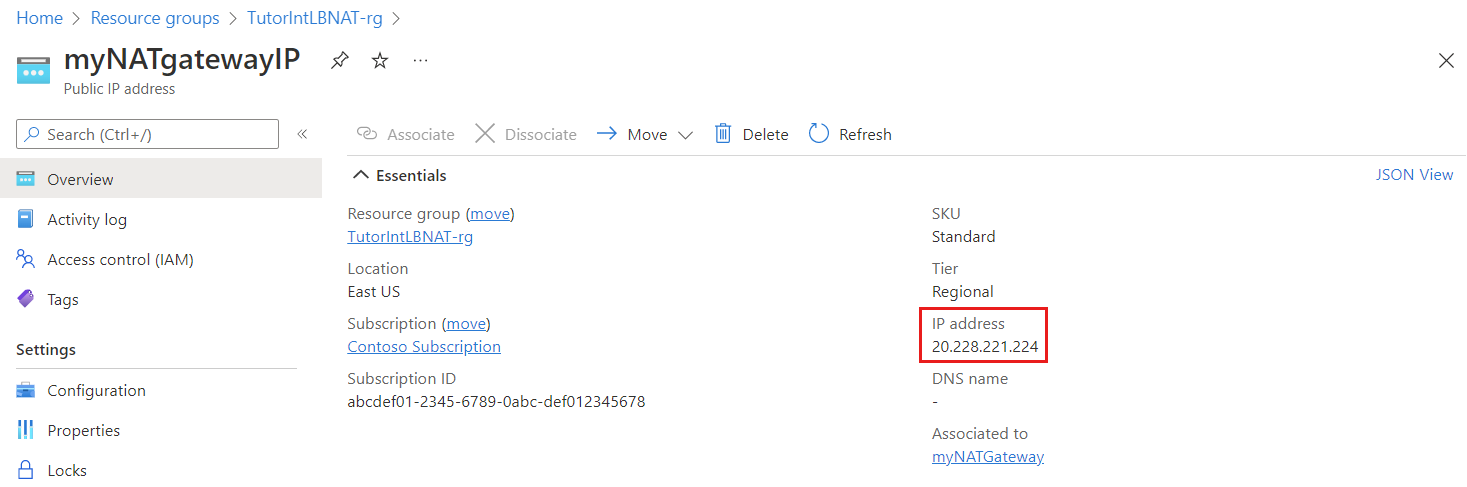 Home > Resource groups > TutorIntLBNAT-rg >
myNATgatewayIP
Public IP address
Search (Ctrl+/)
Overview
Activity log
Access control (IAM)
Tags
Settings
Configuration
Properties
Locks
Associate Dissociate Move Delete Refresh
Essentials JSON View
Resource group (move)
TutorIntLBNAT-rg
Location
East US
Subscription (move)
Contoso Subscription
Subscription ID
abcdef01-2345-6789-0abc-def012345678
SKU
Standard
Tier
Regional
IP address
20.228.221.224
DNS name
-
Associated to
myNATGateway